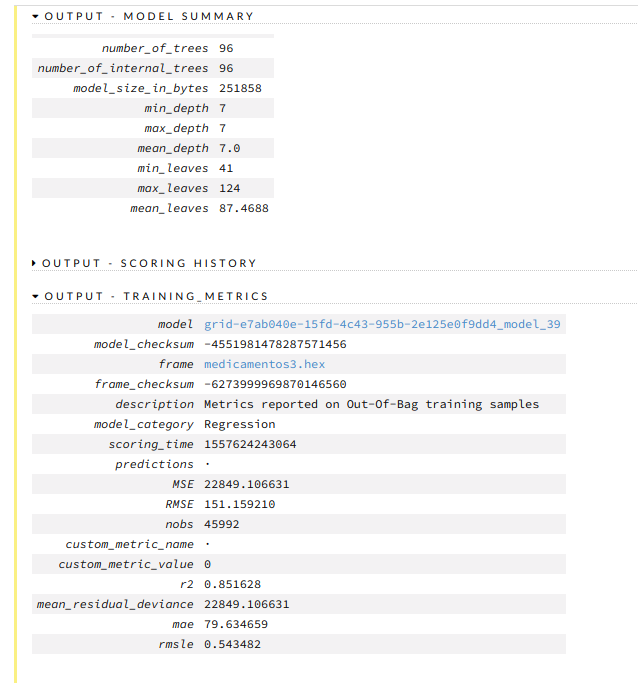 OUTPUT - MODEL SUMMARY
number_of_trees 96
number_of_internal_trees 96
model_size_in_bytes 251858
min_depth 7
max_depth 7
mean_depth 7.0
min_leaves 41
max_leaves 124
mean_leaves 87.4688
OUTPUT - SCORING HISTORY
OUTPUT - TRAINING_METRICS
model grid-e7ab040e-15fd-4c43-955b-2e125e0f9dd4_model_39
model_checksum -4551981478287571456
frame medicamentos3.hex
frame_checksum -6273999969870146560
description Metrics reported on Out-Of-Bag training samples
model_category Regression
scoring_time 1557624243064
predictions ·
MSE 22849.106631
RMSE 151.159210
nobs 45992
custom_metric_name ·
custom_metric_value 0
r2 0.851628
mean_residual_deviance 22849.106631
mae 79.634659
rmsle 0.543482